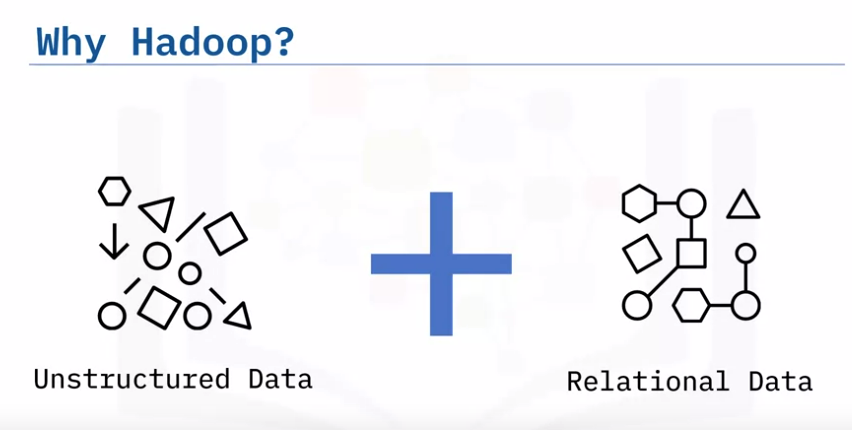 Why Hadoop?
Unstructured Data
Relational Data